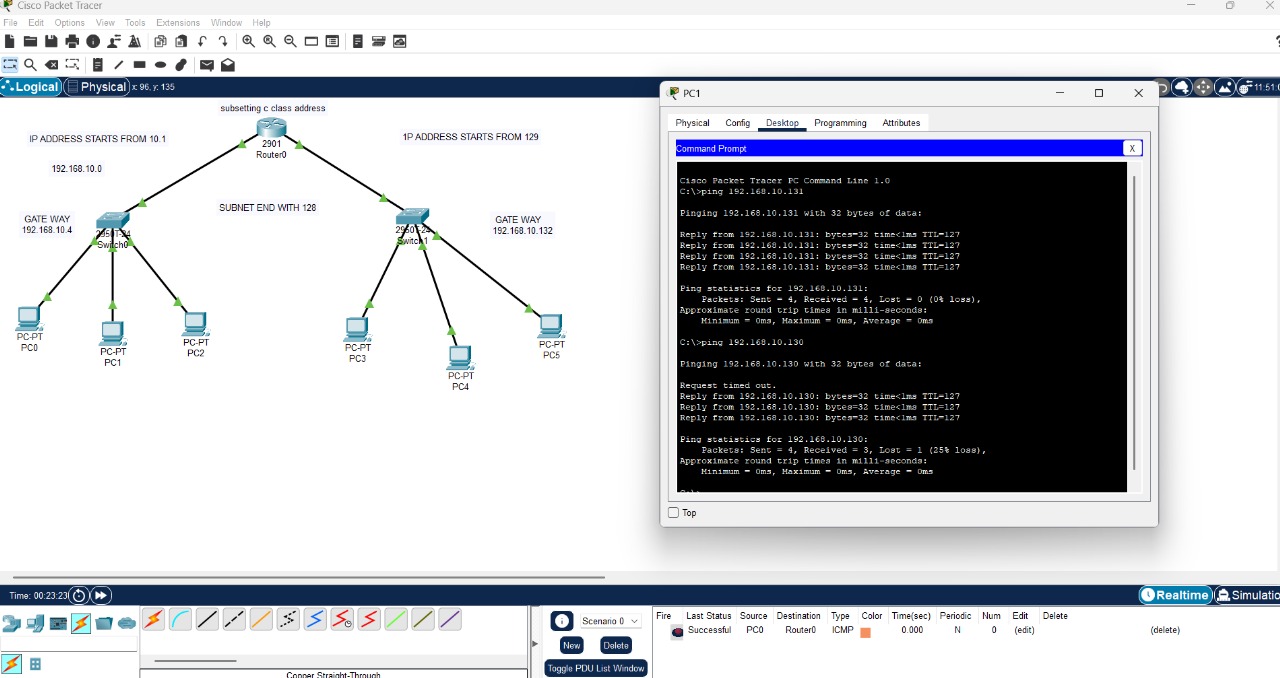 Cisco Packet Tracer
File Edit Options View Tools Extensions Window Help
Logical Physical x: 96, y: 135
subsetting c class address
IP ADDRESS STARTS FROM 10.1
1P ADDRESS STARTS FROM 129
2901
Router0
192.168.10.0
SUBNET END WITH 128
GATE WAY
192.168.10.4
GATE WAY
192.168.10.132
2950T-24
Switch0
2950T-24
Switch1
PC-PT
PC0
PC-PT
PC1
PC-PT
PC2
PC-PT
PC3
PC-PT
PC4
PC-PT
PC5
PC1
11:51:0
Physical Config Desktop Programming Attributes
Command Prompt
X
Cisco Packet Tracer PC Command Line 1.0
C:\>ping 192.168.10.131
Pinging 192.168.10.131 with 32 bytes of data:
Reply from 192.168.10.131: bytes=32 time<1ms TTL=127
Reply from 192.168.10.131: bytes=32 time<1ms TTL=127
Reply from 192.168.10.131: bytes=32 time<1ms TTL=127
Reply from 192.168.10.131: bytes=32 time<1ms TTL=127
Ping statistics for 192.168.10.131:
Packets: Sent = 4, Received = 4, Lost = 0 (0% loss),
Approximate round trip times in milli-seconds:
Minimum = 0ms, Maximum = 0ms, Average = 0ms
C:\>ping 192.168.10.130
Pinging 192.168.10.130 with 32 bytes of data:
Request timed out.
Reply from 192.168.10.130: bytes=32 time<1ms TTL=127
Reply from 192.168.10.130: bytes=32 time<1ms TTL=127
Reply from 192.168.10.130: bytes=32 time<1ms TTL=127
Ping statistics for 192.168.10.130:
Packets: Sent = 4, Received = 3, Lost = 1 (25% loss),
Approximate round trip times in milli-seconds:
Minimum = 0ms, Maximum = 0ms, Average = 0ms
Top
Time: 00:23:23
Realtime Simulatio
Scenario 0
New Delete
Toggle PDU List Window
Fire Last Status Source Destination Type Color Time(sec) Periodic Num Edit Delete
Successful PC0 Router0 ICMP 0.000 N 0 (edit) (delete)
Copper Straight-Through